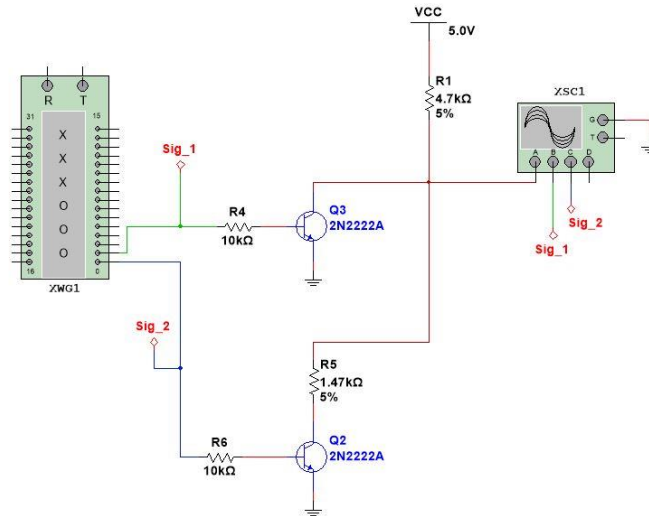 VCC
5.0V
R1
4.7kΩ
5%
XSC1
G
T
A B C D
R T
31 15
X
X
X
O
O
O
16 0
XWG1
Sig_1
R4
10kΩ
Q3
2N2222A
Sig_2
Sig_1
Sig_2
R5
1.47kΩ
5%
R6
10kΩ
Q2
2N2222A